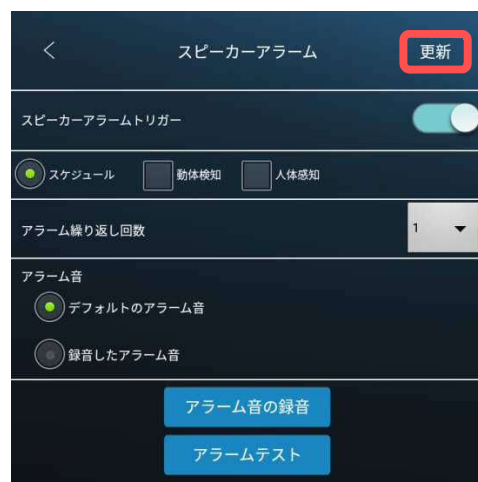 スピーカーアラーム 更新
スピーカーアラームトリガー
スケジュール 動体検知 人体感知
アラーム繰り返し回数 1
アラーム音
デフォルトのアラーム音
録音したアラーム音
アラーム音の録音
アラームテスト